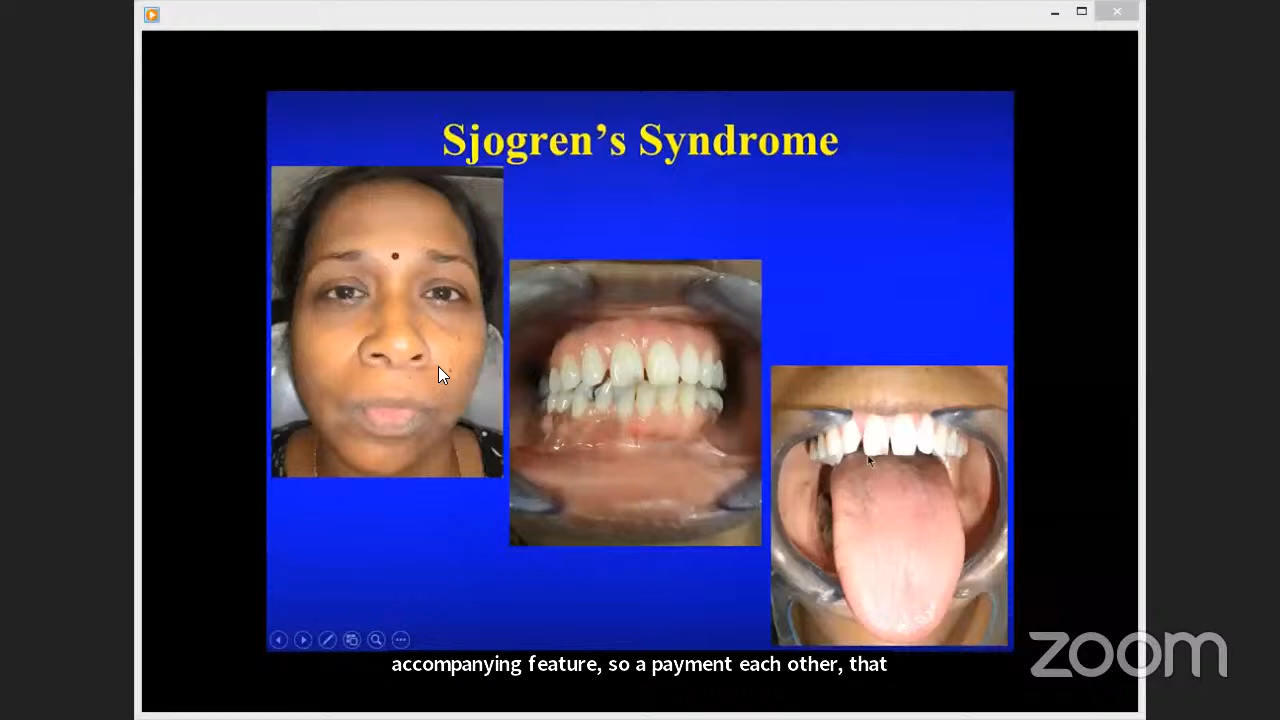 Sjogren's Syndrome
accompanying feature, so a payment each other, that
zoom